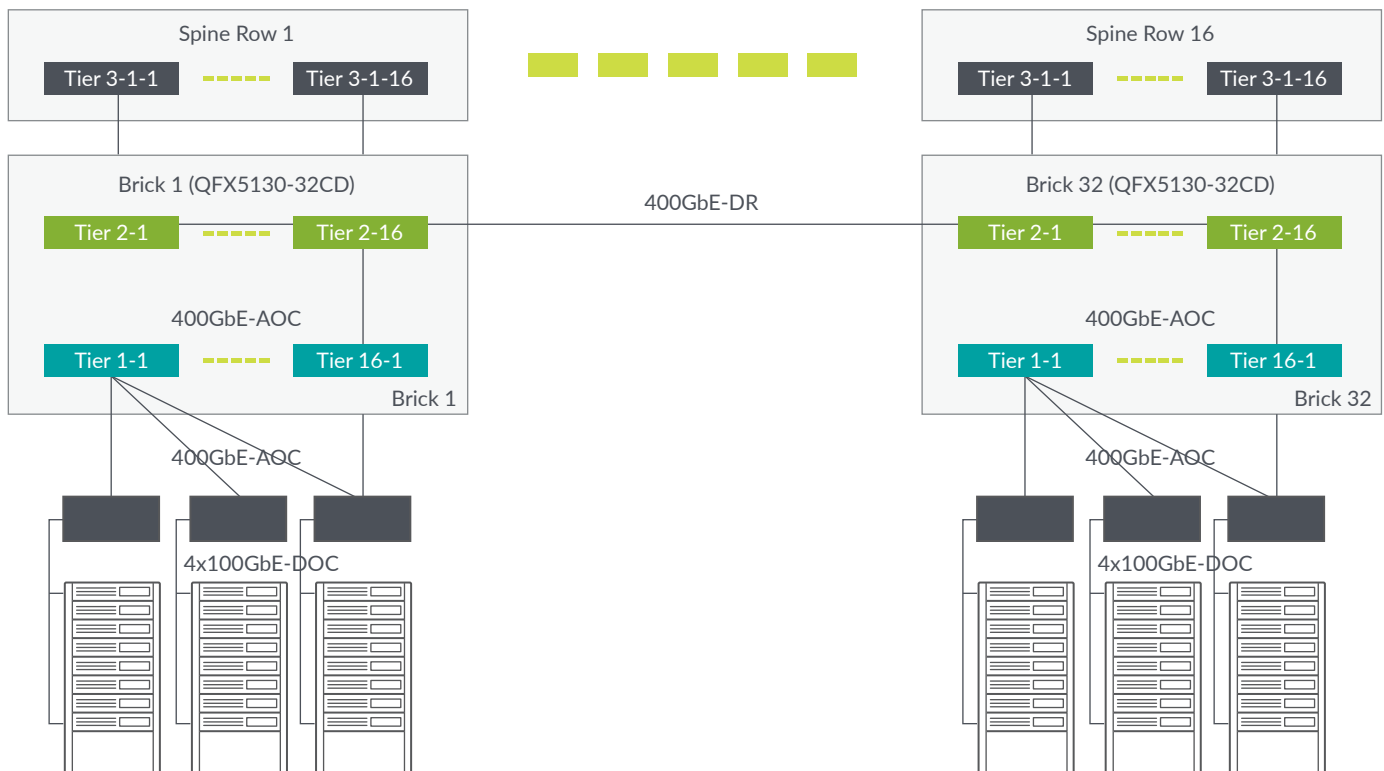 Spine Row 1
Tier 3-1-1
Tier 3-1-16
Spine Row 16
Tier 3-1-1
Tier 3-1-16
Brick 1 (QFX5130-32CD)
Tier 2-1
Tier 2-16
400GbE-AOC
Tier 1-1
Tier 16-1
Brick 1
400GbE-DR
Brick 32 (QFX5130-32CD)
Tier 2-1
Tier 2-16
400GbE-AOC
Tier 1-1
Tier 16-1
Brick 32
400GbE-AOC
4x100GbE-DOC
400GbE-AOC
4x100GbE-DOC